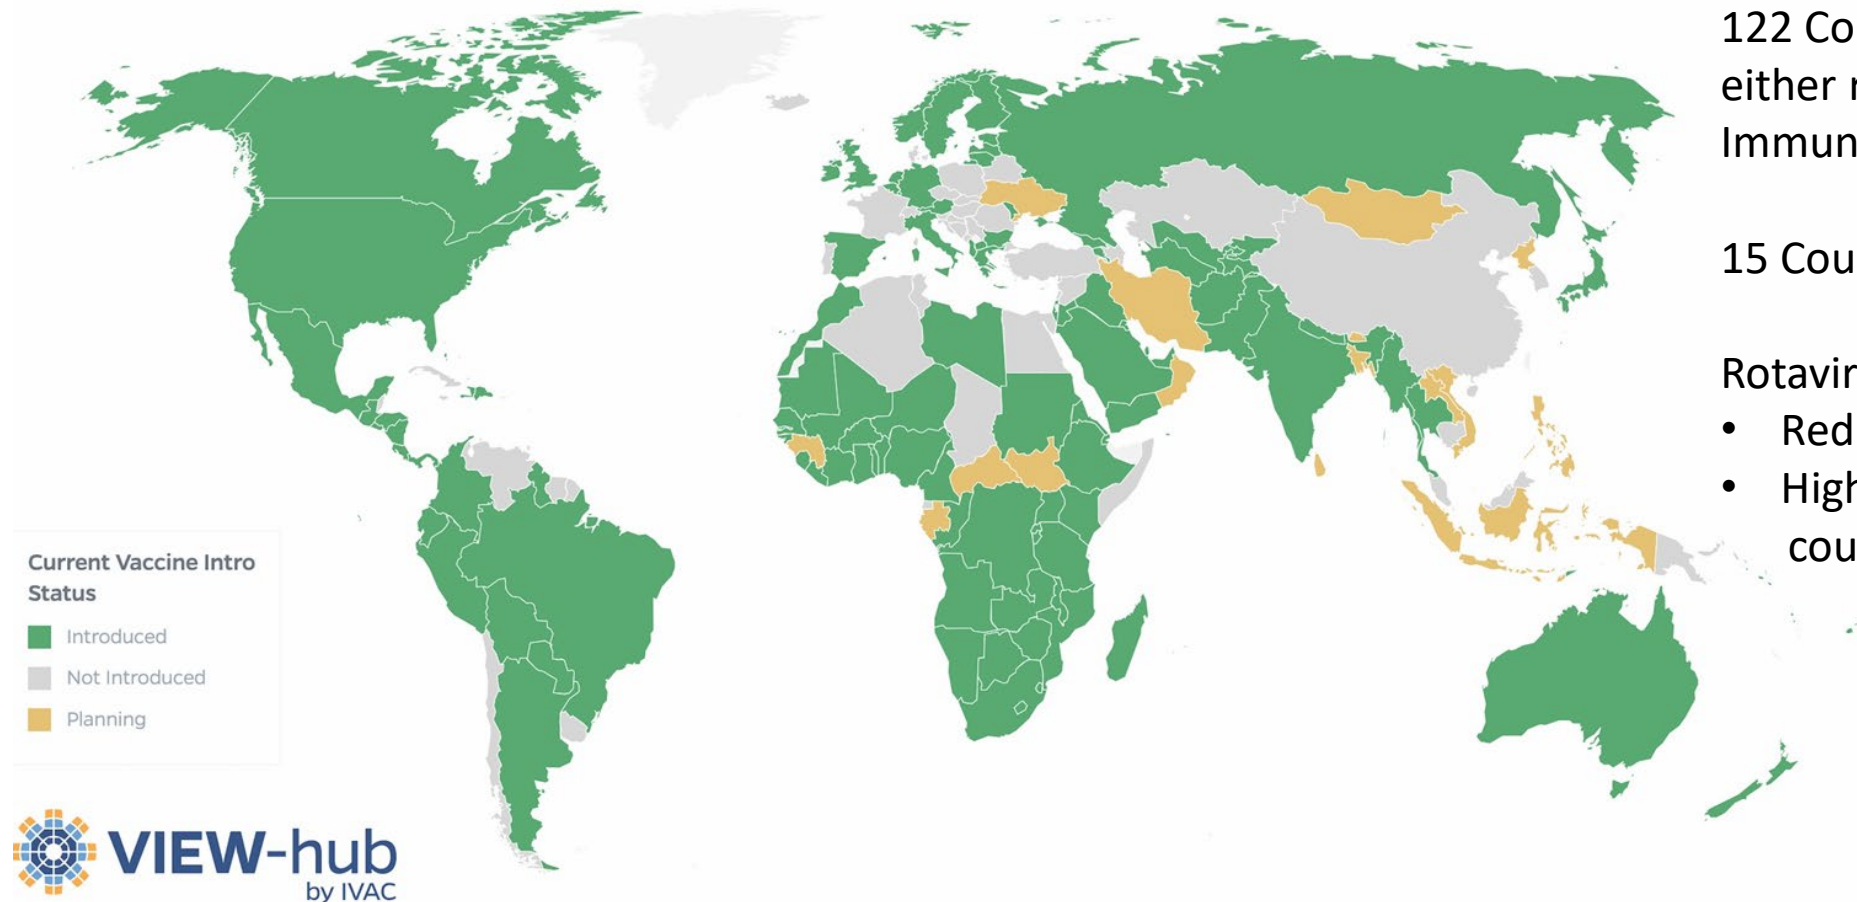 122 Co
either r
Immun
15 Cou
Rotavir
• Red
• High
cou
Current Vaccine Intro
Status
Introduced
Not Introduced
Planning
VIEW-hub
by IVAC